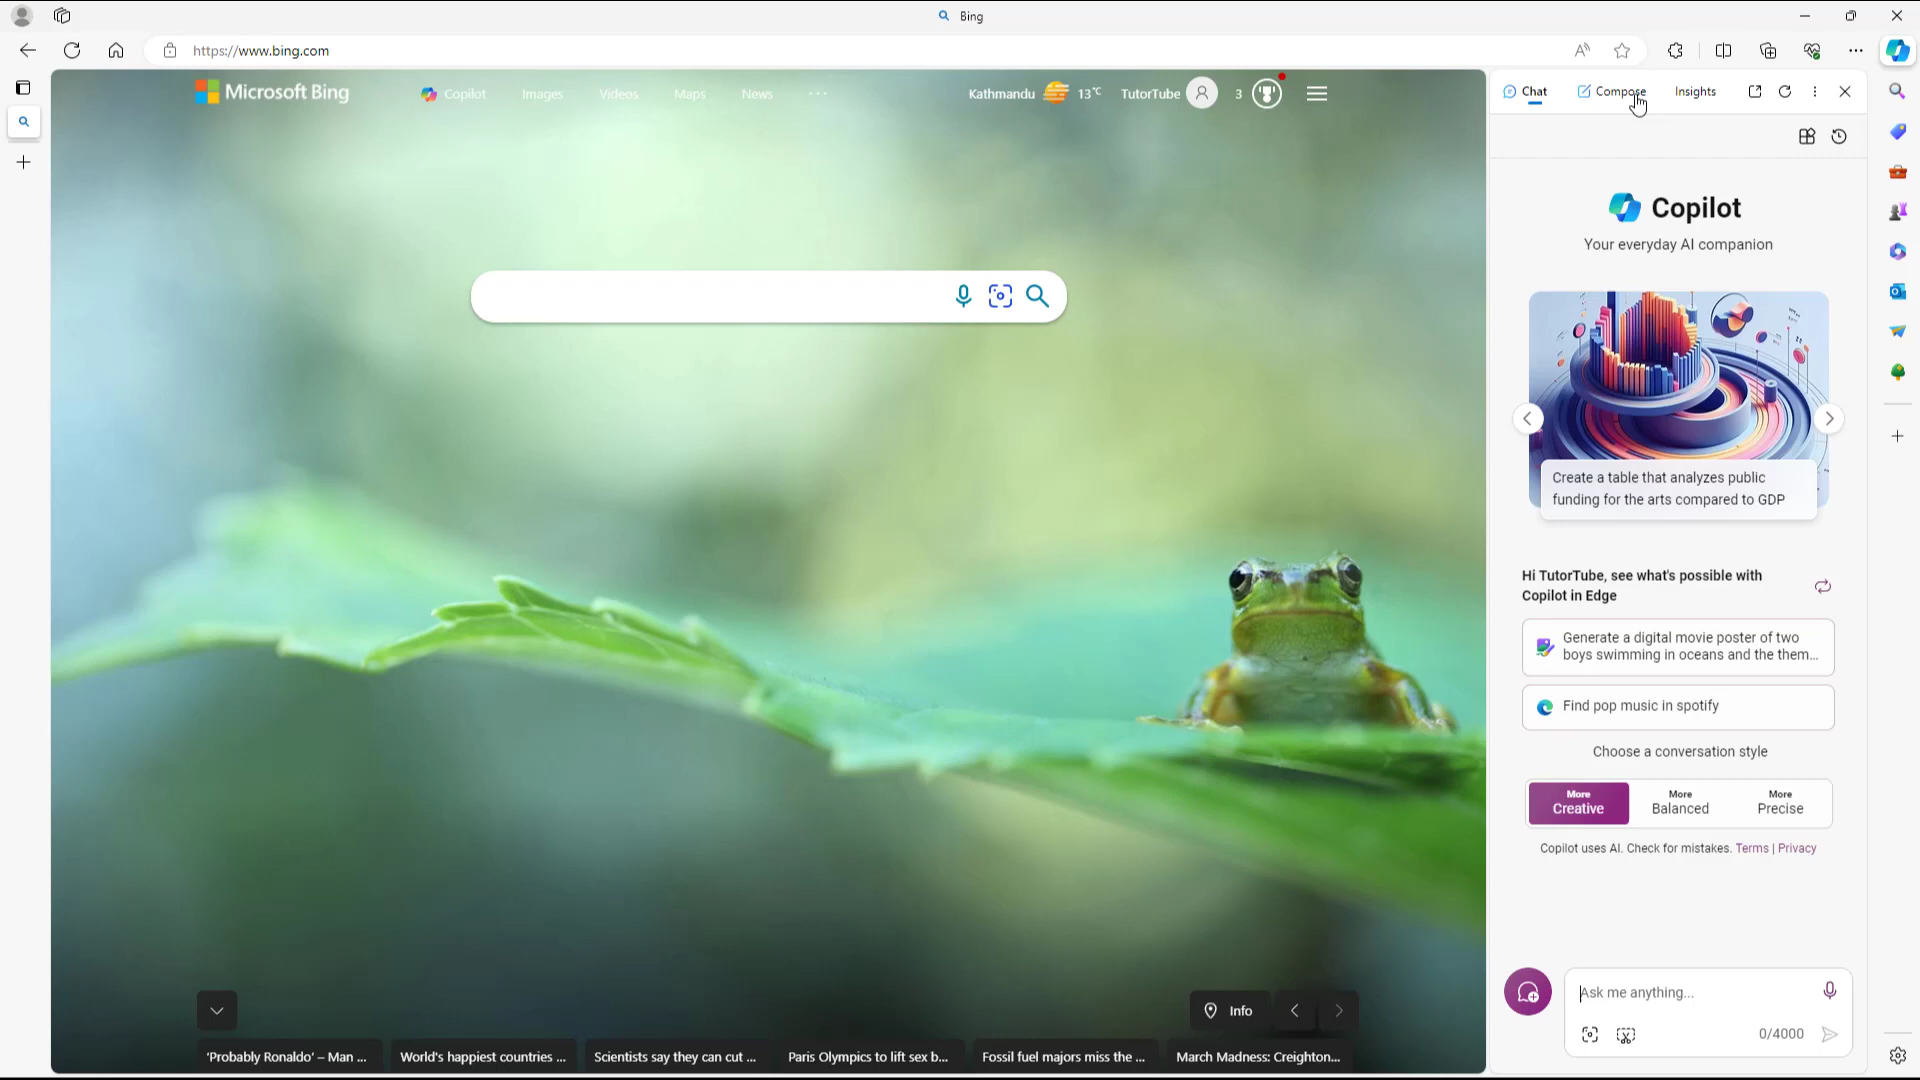 Bing
https://www.bing.com
Microsoft Bing
Copilot
Images
Videos
Maps
News
Kathmandu
13°C
TutorTube
3
Chat
Compose
Insights
Copilot
Your everyday AI companion
Create a table that analyzes public
funding for the arts compared to GDP
Hi TutorTube, see what's possible with
Copilot in Edge
Generate a digital movie poster of two
boys swimming in oceans and the them...
Find pop music in spotify
Choose a conversation style
More
Creative
More
Balanced
More
Precise
Copilot uses AI. Check for mistakes. Terms | Privacy
Ask me anything...
0/4000
Info
'Probably Ronaldo' – Man ...
World's happiest countries ...
Scientists say they can cut ...
Paris Olympics to lift sex b...
Fossil fuel majors miss the ...
March Madness: Creighton...